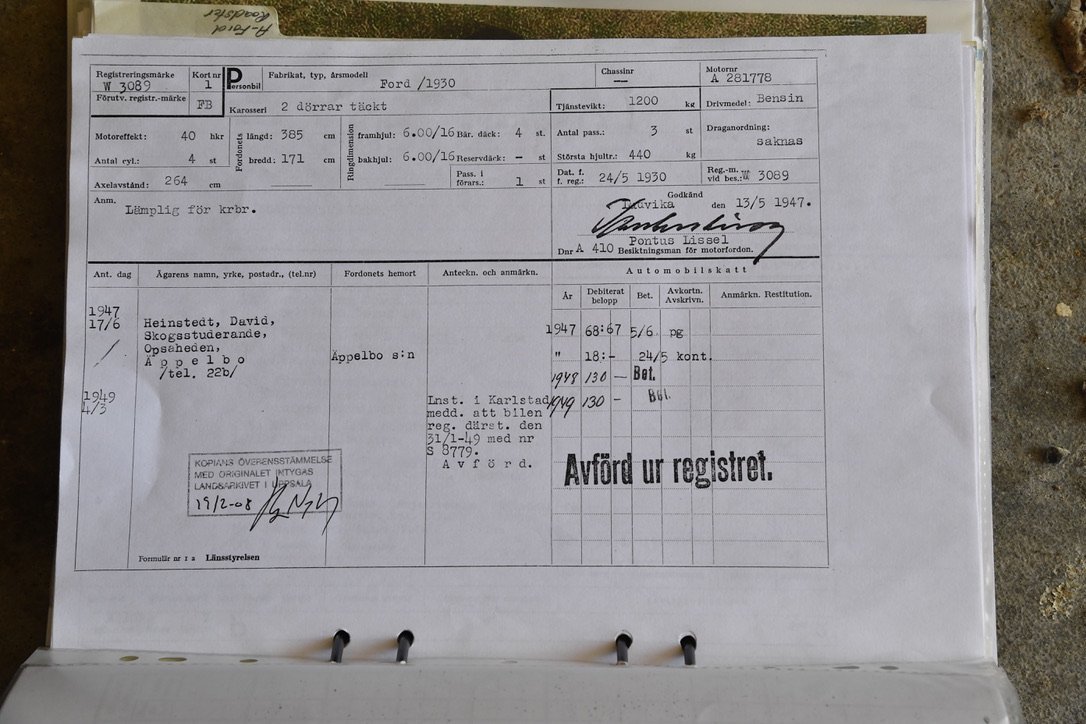 A-Ford
Roadster
Registreringsmärke
W 3089
Kort nr
1
Personbil
Fabrikat, typ, årsmodell
Ford /1930
Chassinr
—
Motornr
A 281778
Förutv. registr.-märke
FB
Karosseri 2 dörrar täckt
Tjänstevikt: 1200 kg
Drivmedel: Bensin
Motoreffekt: 40 hkr
Fordonets
längd: 385 cm
Ringdimension
framhjul: 6.00/16
Bär. däck: 4 st.
Antal pass.: 3 st
Draganordning:
saknas
Antal cyl.: 4 st
bredd: 171 cm
bakhjul: 6.00/16
Reservdäck: — st
Största hjultr.: 440 kg
Axelavstånd: 264 cm
Pass. i
förars.: 1 st
Dat. f.
f. reg.: 24/5 1930
Reg.-m.
vid bes.: W 3089
Anm.
Lämplig för krbr.
Godkänd
Ludvika den 13/5 1947.
Pontus Lissel
Dnr A 410 Besiktningsman för motorfordon.
Ant. dag
Ägarens namn, yrke, postadr., (tel.nr)
Fordonets hemort
Anteckn. och anmärkn.
Automobilskatt
År
Debiterat
belopp
Bet.
Avkortn.
Avskrivn.
Anmärkn. Restitution.
1947
17/6
Heinstedt, David,
Skogsstuderande,
Opsaheden,
Ä p p e l b o
/tel. 22b/
Äppelbo s:n
1947 68:67 5/6 pg
" 18:- 24/5 kont.
1948 130 — Bet.
1949 130 - Bet.
1949
4/3
Lnst. i Karlstad
medd. att bilen
reg. därst. den
31/1-49 med nr
S 8779.
A v f ö r d.
Avförd ur registret.
KOPIANS ÖVERENSSTÄMMELSE
MED ORIGINALET INTYGAS
LANDSARKIVET I UPPSALA
19/2-08
Formulär nr 1 a Länsstyrelsen